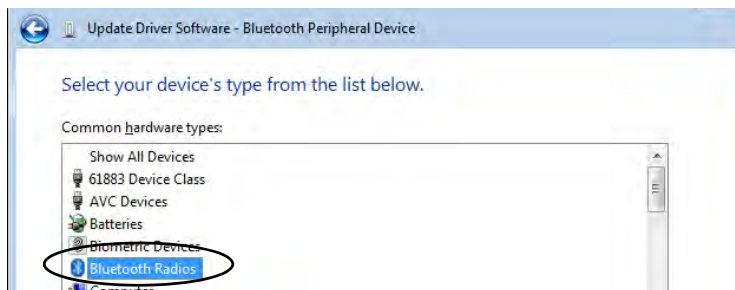 Update Driver Software - Bluetooth Peripheral Device
Select your device's type from the list below.
Common hardware types:
Show All Devices
61883 Device Class
AVC Devices
Batteries
Biometric Devices
Bluetooth Radios
Computer